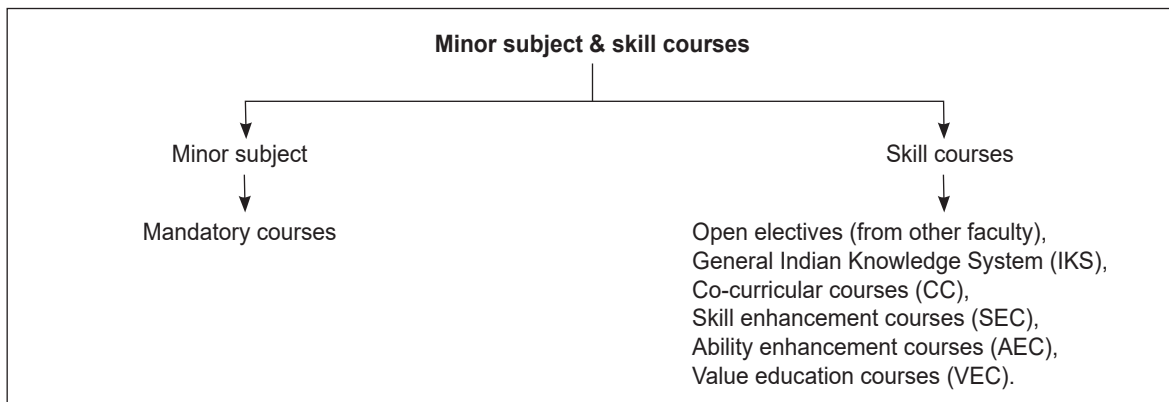 Minor subject & skill courses
Minor subject
Mandatory courses
Skill courses
Open electives (from other faculty),
General Indian Knowledge System (IKS),
Co-curricular courses (CC),
Skill enhancement courses (SEC),
Ability enhancement courses (AEC),
Value education courses (VEC).